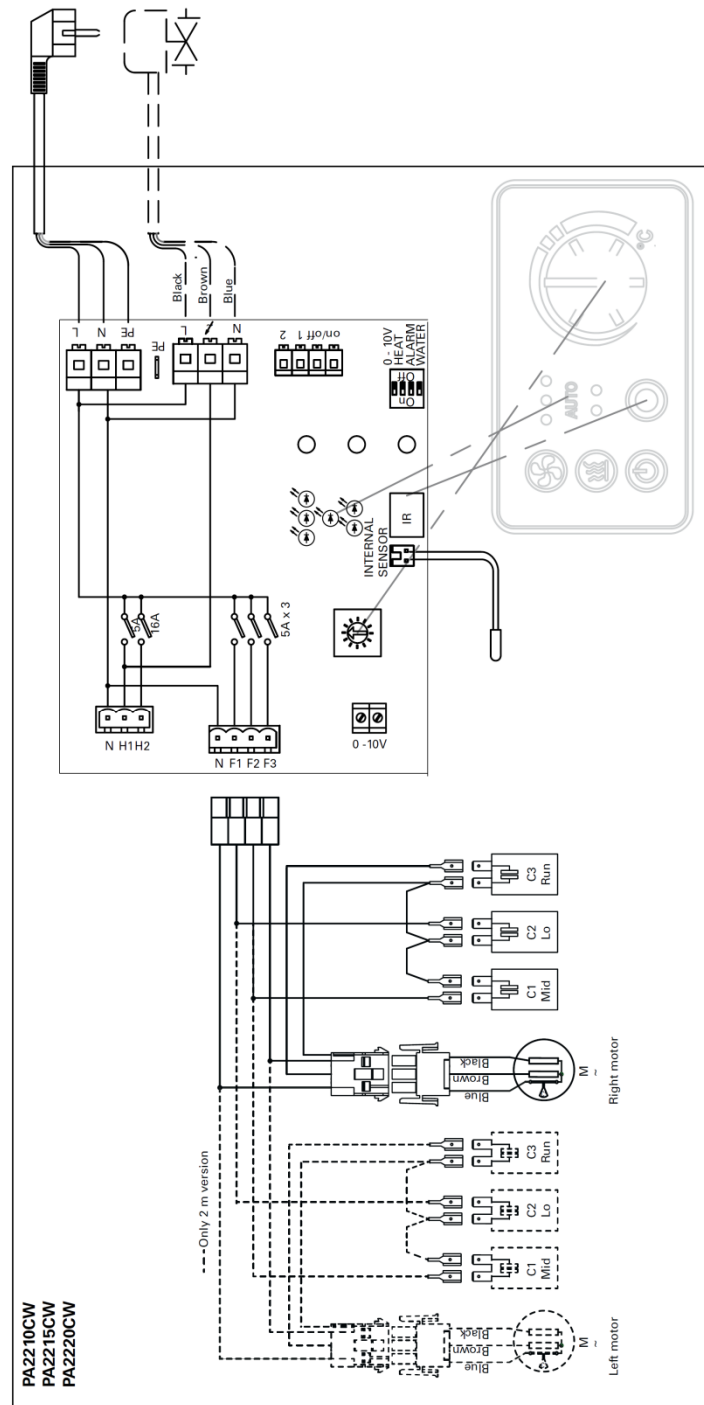 L
N
PE
PE
Black
Brown
Blue
L
N
on/off 1 2
0 - 10V
HEAT
ALARM
WATER
On Off
°C
AUTO
IR
INTERNAL
SENSOR
5A
16A
5A x 3
N H1 H2
N F1 F2 F3
0 -10V
C3
Run
C2
Lo
C1
Mid
Black
Brown
Blue
M
~
Right motor
Only 2 m version
C3
Run
C2
Lo
C1
Mid
Black
Brown
Blue
M
~
Left motor
PA2210CW
PA2215CW
PA2220CW